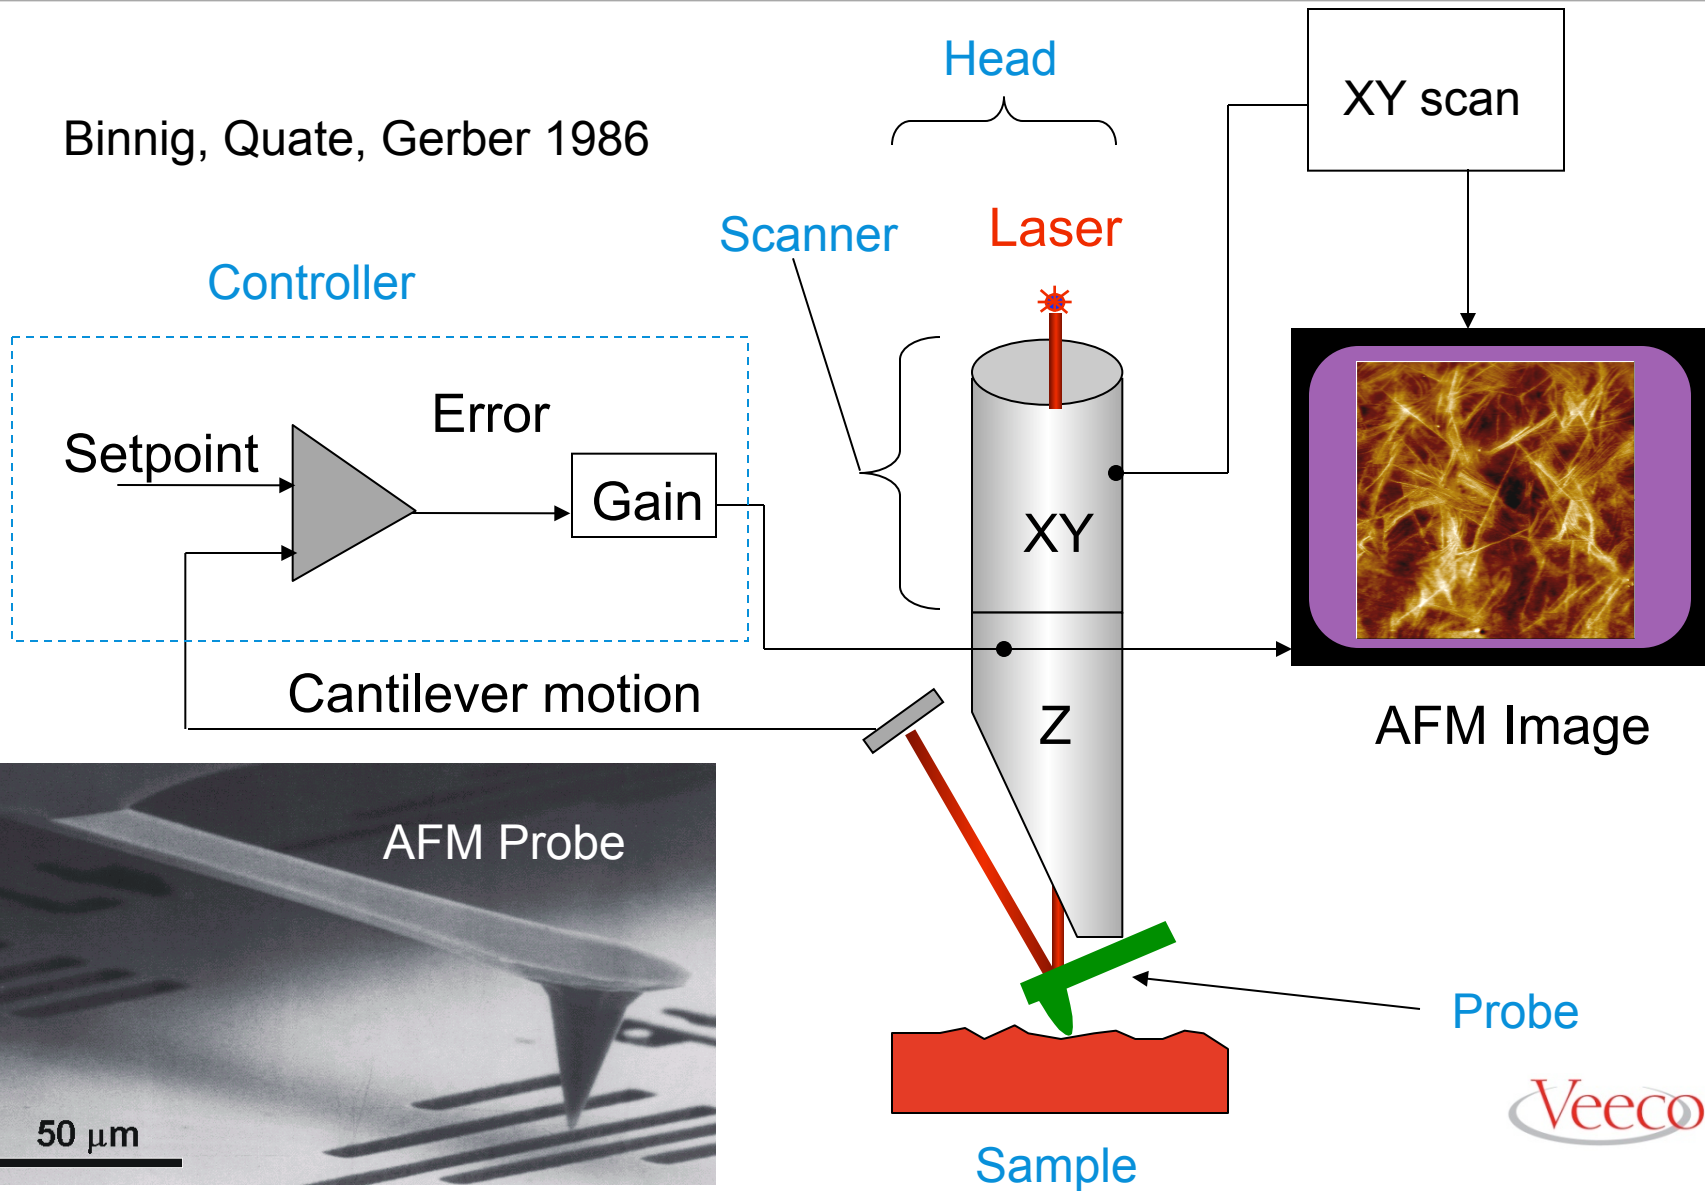 Head
XY scan
Binnig, Quate, Gerber 1986
Scanner
Laser
Controller
Error
Setpoint
Gain
XY
Cantilever motion
Z
AFM Image
AFM Probe
Probe
50 μm
Veeco
Sample